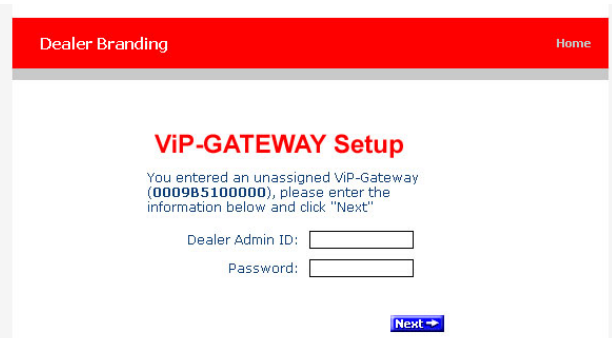 Dealer Branding
Home
ViP-GATEWAY Setup
You entered an unassigned ViP-Gateway
(0009B5100000), please enter the
information below and click "Next"
Dealer Admin ID:
Password:
Next